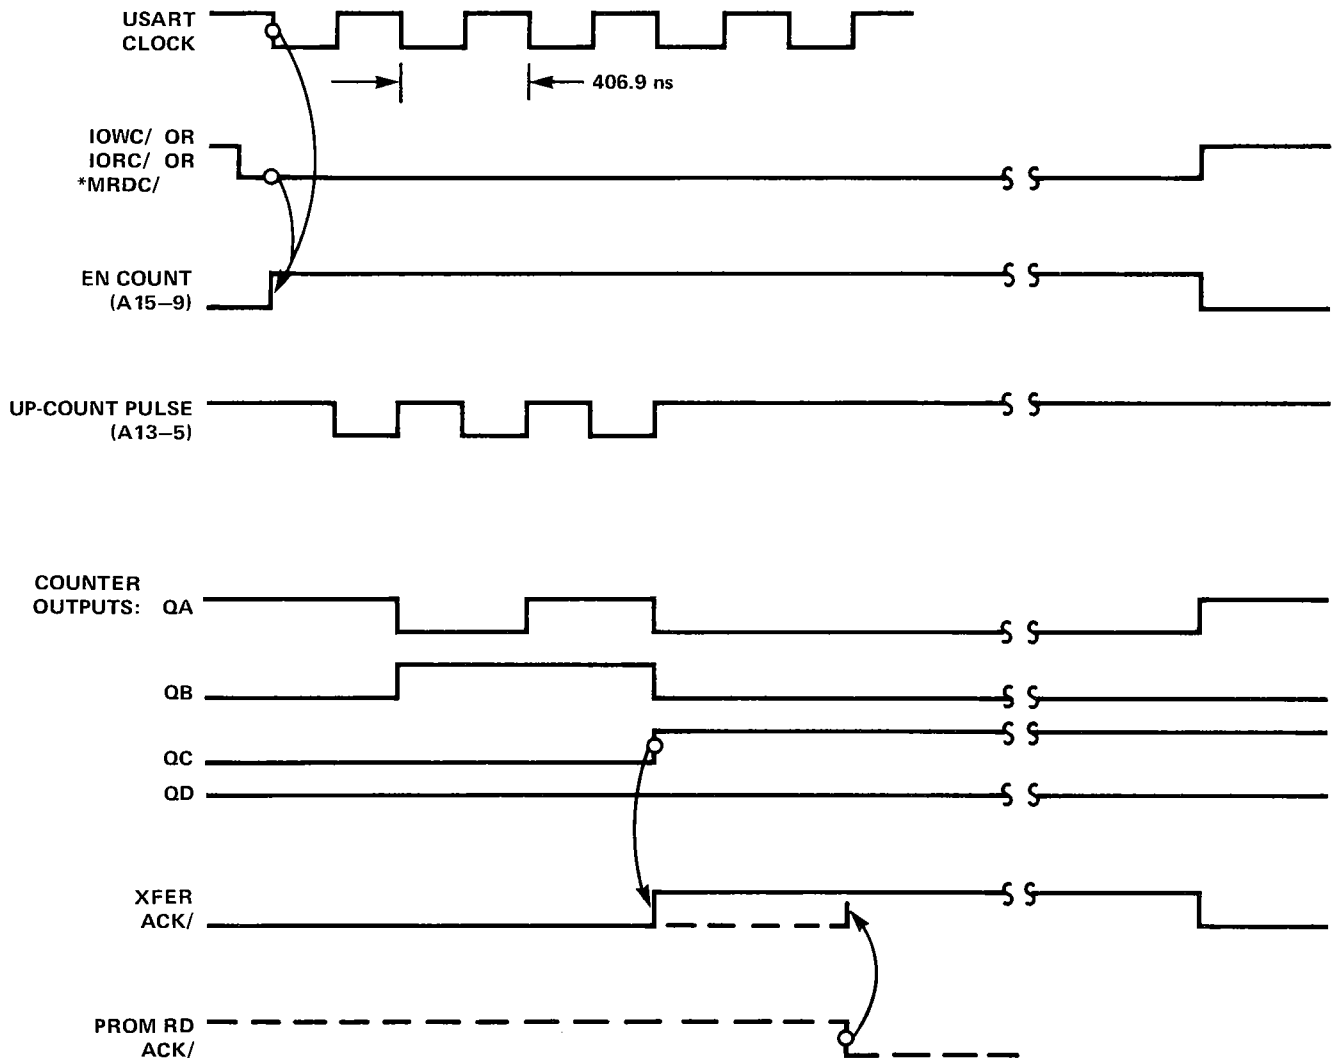 USART
CLOCK
406.9 ns
IOWC/ OR
IORC/ OR
*MRDC/
EN COUNT
(A15–9)
UP-COUNT PULSE
(A13–5)
COUNTER
OUTPUTS: QA
QB
QC
QD
XFER
ACK/
PROM RD
ACK/